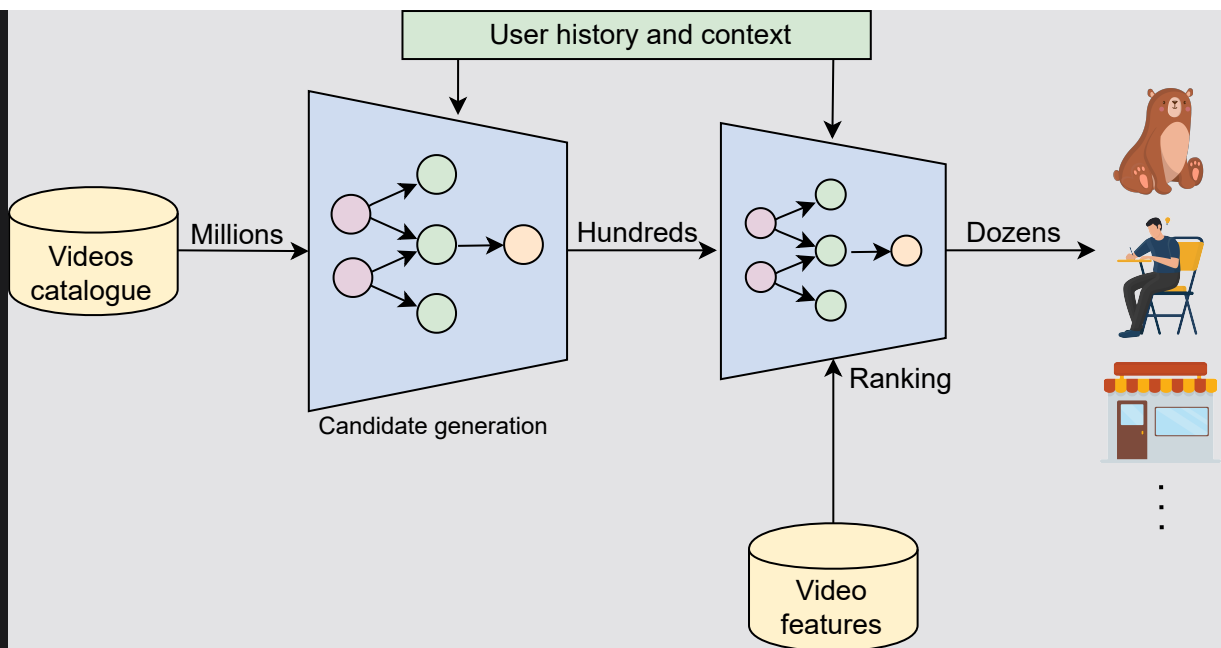 User history and context
Videos
catalogue
Millions
Hundreds
Dozens
Candidate generation
Ranking
Video
features